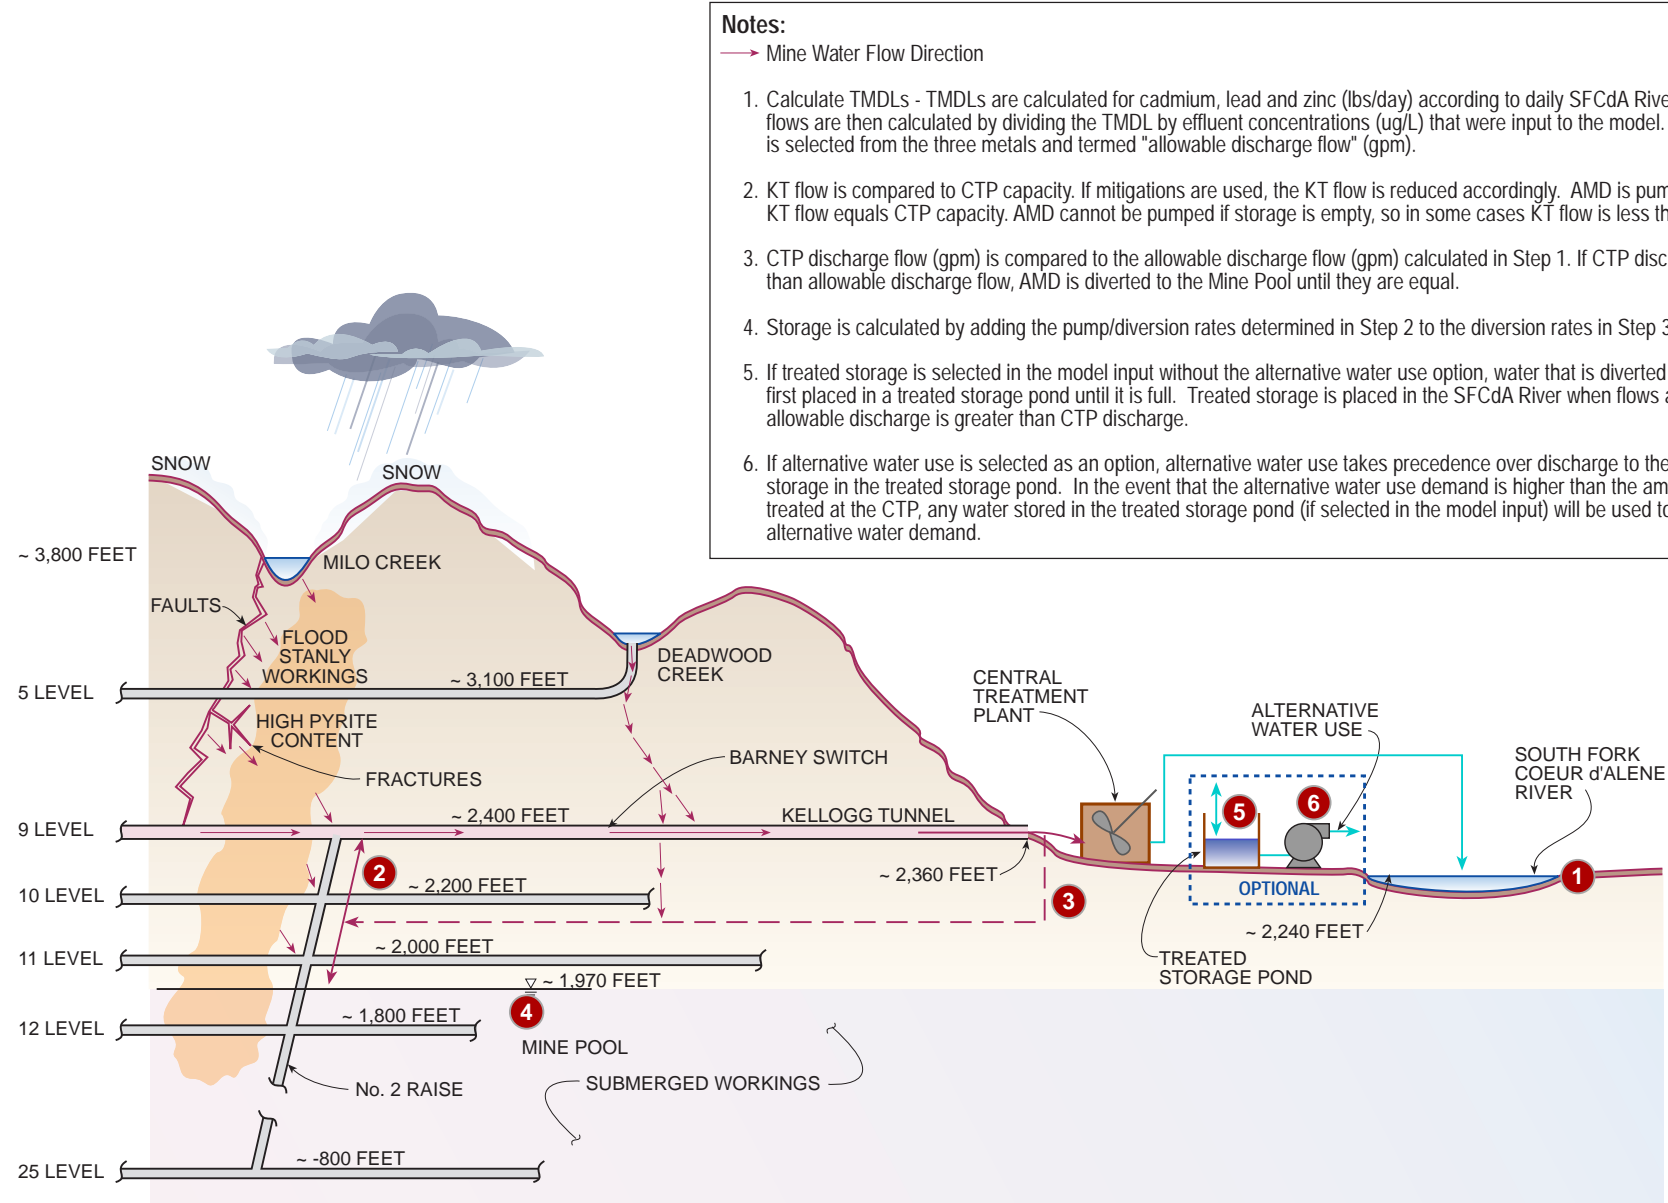 Notes:
Mine Water Flow Direction
1. Calculate TMDLs - TMDLs are calculated for cadmium, lead and zinc (lbs/day) according to daily SFCdA
flows are then calculated by dividing the TMDL by effluent concentrations (ug/L) that were input to the model.
is selected from the three metals and termed "allowable discharge flow" (gpm).
2. KT flow is compared to CTP capacity. If mitigations are used, the KT flow is reduced accordingly. AMD is
KT flow equals CTP capacity. AMD cannot be pumped if storage is empty, so in some cases KT flow is less
3. CTP discharge flow (gpm) is compared to the allowable discharge flow (gpm) calculated in Step 1. If CTP
than allowable discharge flow, AMD is diverted to the Mine Pool until they are equal.
4. Storage is calculated by adding the pump/diversion rates determined in Step 2 to the diversion rates in Step 3
5. If treated storage is selected in the model input without the alternative water use option, water that is diverted
first placed in a treated storage pond until it is full. Treated storage is placed in the SFCdA River when flows
allowable discharge is greater than CTP discharge.
6. If alternative water use is selected as an option, alternative water use takes precedence over discharge to the
storage in the treated storage pond. In the event that the alternative water use demand is higher than the
treated at the CTP, any water stored in the treated storage pond (if selected in the model input) will be used to
alternative water demand.
SNOW
SNOW
~ 3,800 FEET
MILO CREEK
FAULTS
FLOOD
STANLY
WORKINGS
DEADWOOD
CREEK
5 LEVEL
~ 3,100 FEET
HIGH PYRITE
CONTENT
FRACTURES
BARNEY SWITCH
CENTRAL
TREATMENT
PLANT
ALTERNATIVE
WATER USE
SOUTH FORK
COEUR d'ALENE
RIVER
9 LEVEL
~ 2,400 FEET
KELLOGG TUNNEL
5
6
2
~ 2,360 FEET
OPTIONAL
1
10 LEVEL
~ 2,200 FEET
3
~ 2,240 FEET
11 LEVEL
~ 2,000 FEET
TREATED
STORAGE POND
~ 1,970 FEET
4
12 LEVEL
~ 1,800 FEET
MINE POOL
No. 2 RAISE
SUBMERGED WORKINGS
25 LEVEL
~ -800 FEET